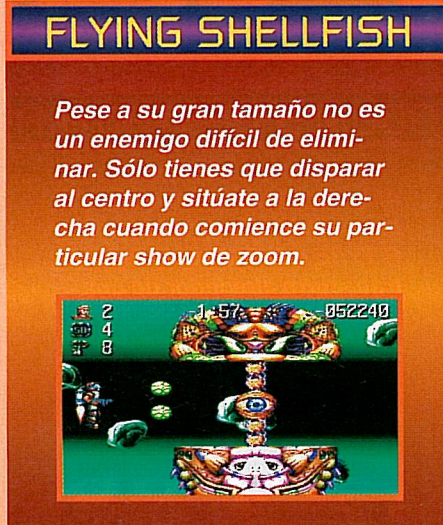 FLYING SHELLFISH
Pese a su gran tamaño no es
un enemigo difícil de elimi-
nar. Sólo tienes que disparar
al centro y sitúate a la dere-
cha cuando comience su par-
ticular show de zoom.
2 -1:57. -052240
4
8